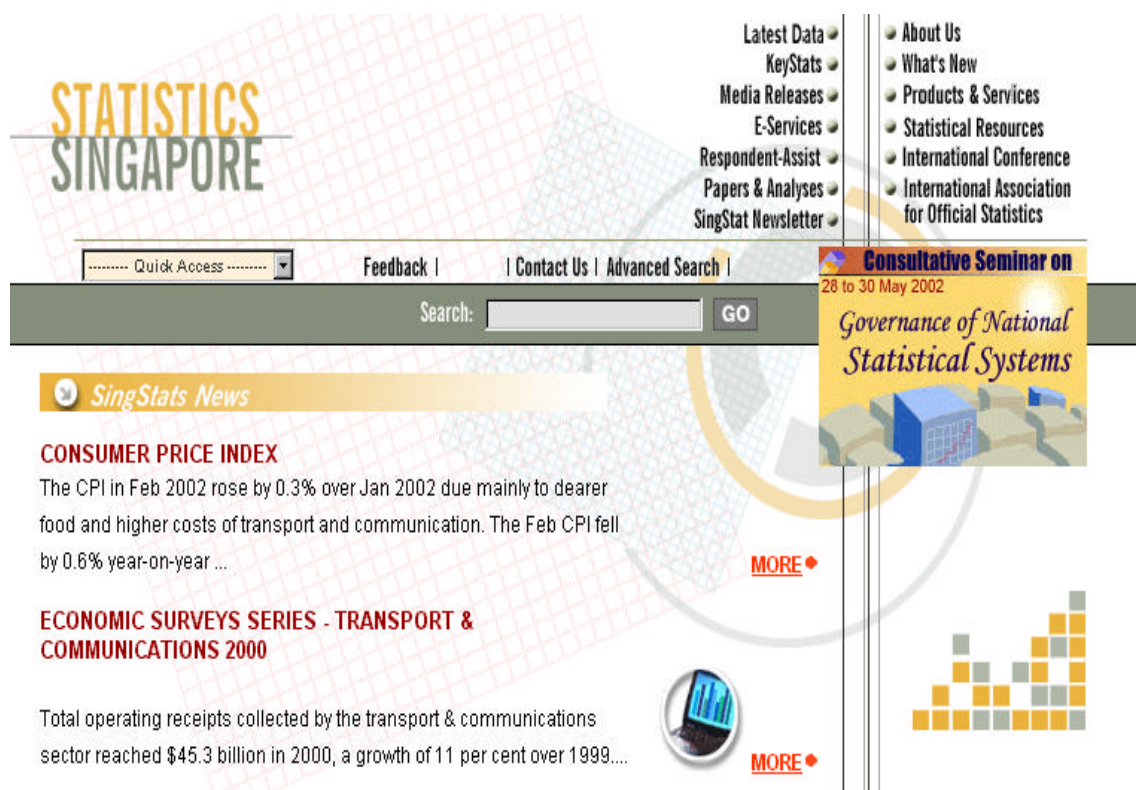 STATISTICS
SINGAPORE
Latest Data
KeyStats
Media Releases
E-Services
Respondent-Assist
Papers & Analyses
SingStat Newsletter
About Us
What's New
Products & Services
Statistical Resources
International Conference
International Association
for Official Statistics
-------- Quick Access --------
Feedback |
| Contact Us | Advanced Search |
Search:
GO
Consultative Seminar on
28 to 30 May 2002
Governance of National
Statistical Systems
SingStats News
CONSUMER PRICE INDEX
The CPI in Feb 2002 rose by 0.3% over Jan 2002 due mainly to dearer
food and higher costs of transport and communication. The Feb CPI fell
by 0.6% year-on-year ...
MORE
ECONOMIC SURVEYS SERIES - TRANSPORT &
COMMUNICATIONS 2000
Total operating receipts collected by the transport & communications
sector reached $45.3 billion in 2000, a growth of 11 per cent over 1999....
MORE